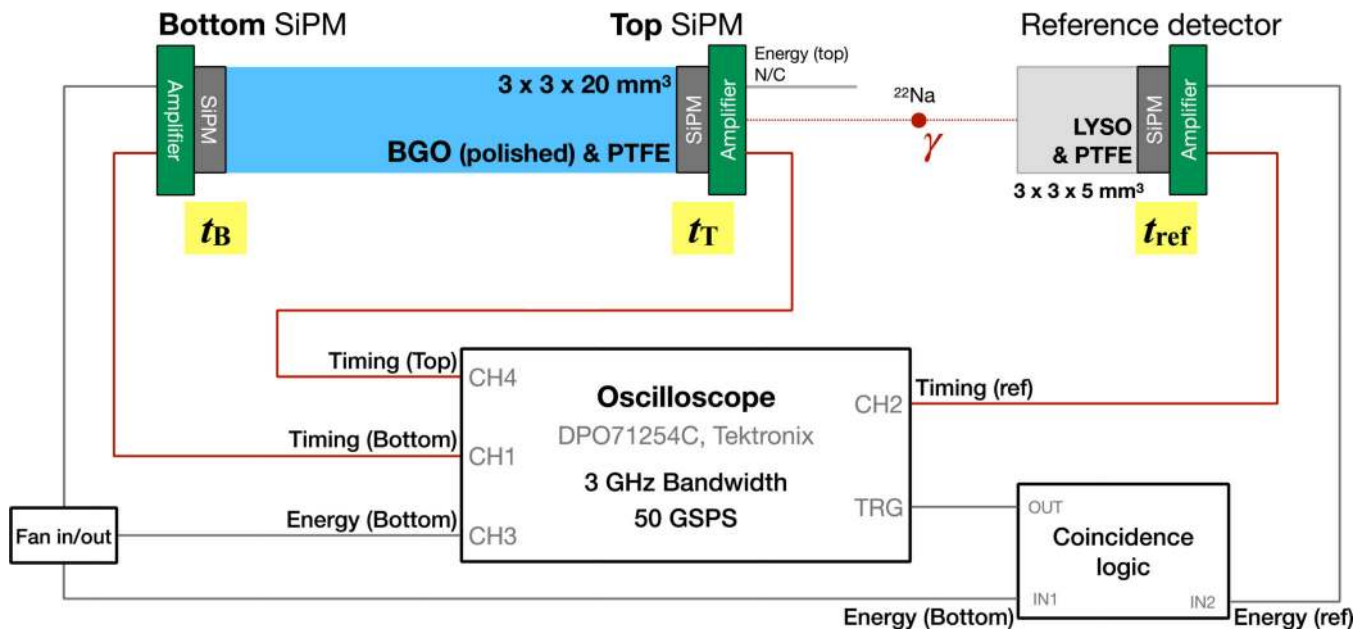 Bottom SiPM
Top SiPM
Reference detector
Amplifier
SiPM
3 x 3 x 20 mm³
BGO (polished) & PTFE
SiPM
Amplifier
Energy (top)
N/C
²²Na
γ
LYSO
& PTFE
SiPM
Amplifier
3 x 3 x 5 mm³
t_B
t_T
t_ref
Timing (Top)
CH4
Oscilloscope
DPO71254C, Tektronix
3 GHz Bandwidth
50 GSPS
CH2
Timing (ref)
Timing (Bottom)
CH1
TRG
Energy (Bottom)
CH3
Fan in/out
OUT
Coincidence
logic
IN1
IN2
Energy (Bottom)
Energy (ref)